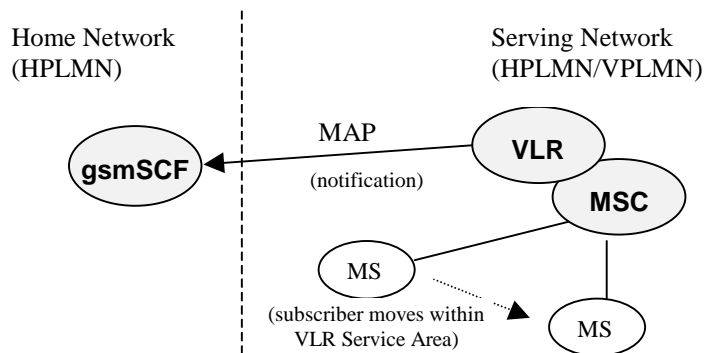 Home Network
(HPLMN)
Serving Network
(HPLMN/VPLMN)
MAP
VLR
gsmSCF
(notification)
MSC
MS
(subscriber moves within
VLR Service Area)
MS